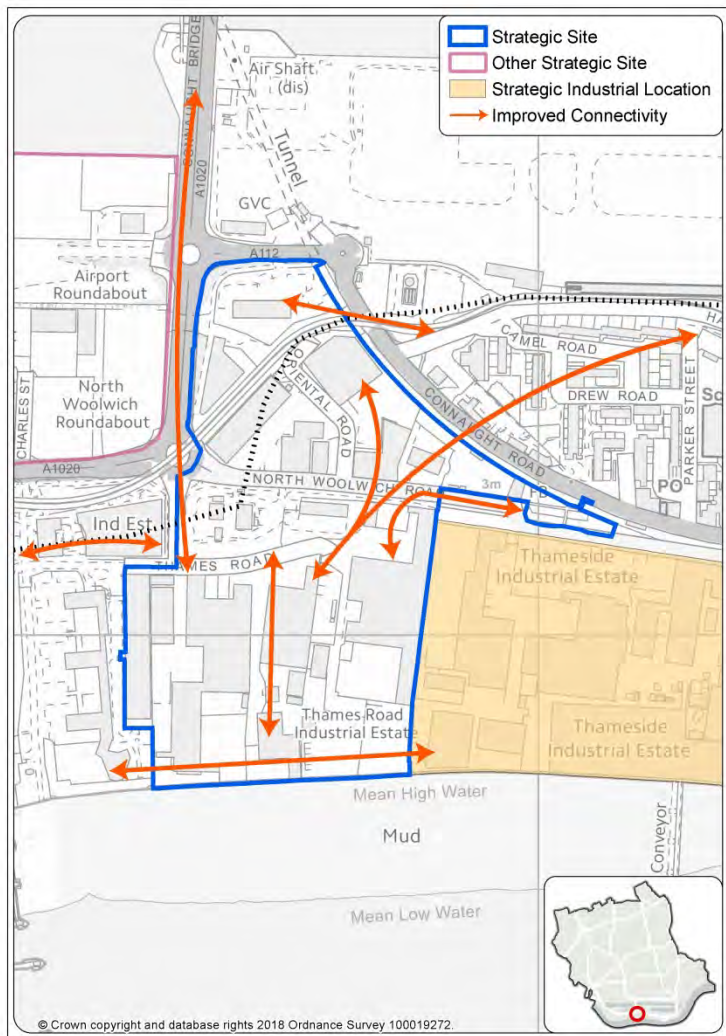 Strategic Site
Other Strategic Site
Strategic Industrial Location
Improved Connectivity
CONNAUGHT BRIDGE
A1020
Air Shaft
(dis)
Tunnel
GVC
A112
Airport
Roundabout
North
Woolwich
Roundabout
CHARLES ST
A1020
ORIENTAL ROAD
CAMEL ROAD
HA
DREW ROAD
PARKER STREET
Sc
CONNAUGHT ROAD
PO
NORTH WOOLWICH ROAD
3m
Ind Est
THAMES ROAD
Thameside
Industrial Estate
Thames Road
Industrial Estate
Thameside
Industrial Estate
Mean High Water
Mud
Conveyor
Mean Low Water
© Crown copyright and database rights 2018 Ordnance Survey 100019272.